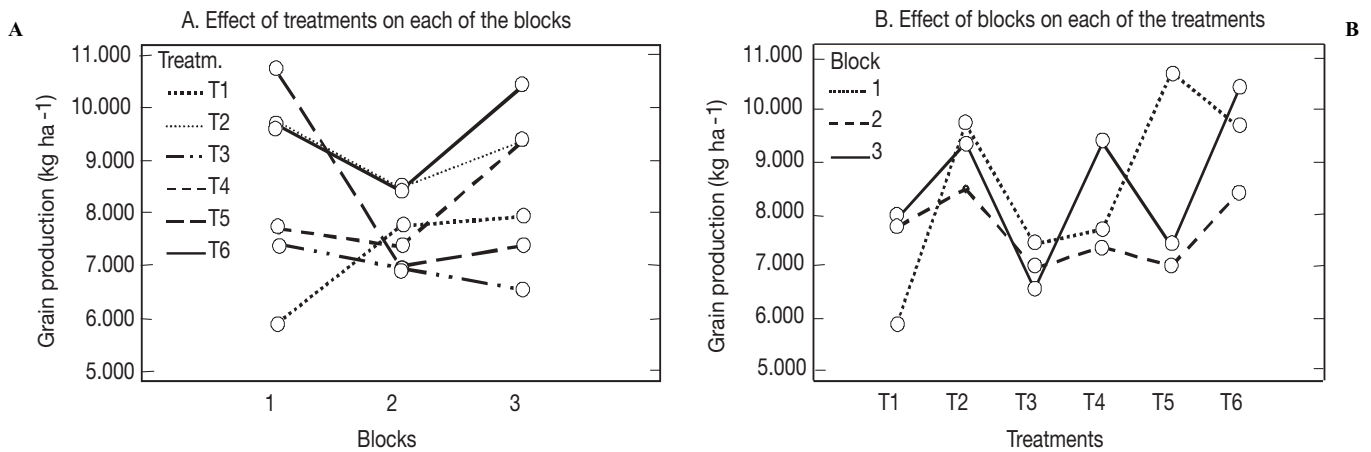 A
A. Effect of treatments on each of the blocks
Grain production (kg ha -1)
11.000
10.000
9.000
8.000
7.000
6.000
5.000
Treatm.
T1
T2
T3
T4
T5
T6
1 2 3
Blocks
B. Effect of blocks on each of the treatments
B
Grain production (kg ha -1)
11.000
10.000
9.000
8.000
7.000
6.000
5.000
Block
1
2
3
T1 T2 T3 T4 T5 T6
Treatments